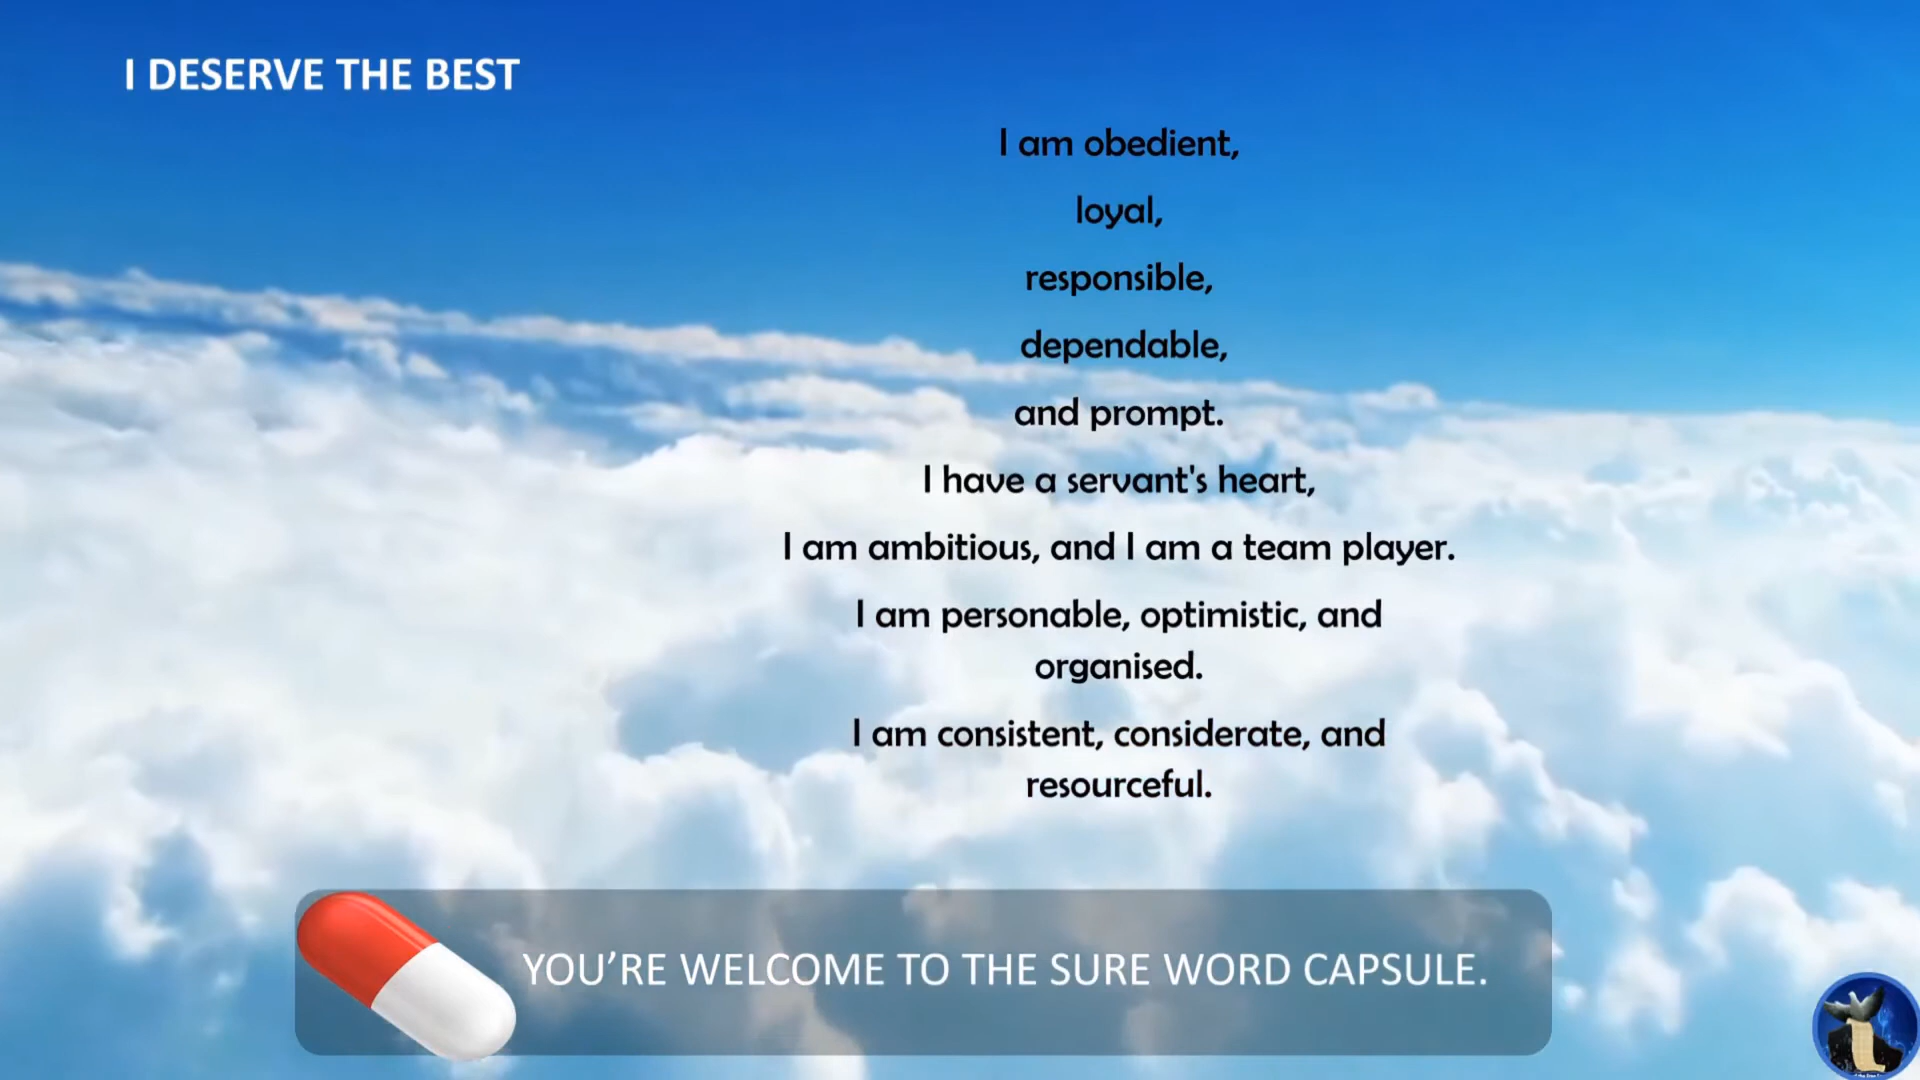 I DESERVE THE BEST
I am obedient,
loyal,
responsible,
dependable,
and prompt.
I have a servant's heart,
I am ambitious, and I am a team player.
I am personable, optimistic, and
organised.
I am consistent, considerate, and
resourceful.
YOU’RE WELCOME TO THE SURE WORD CAPSULE.